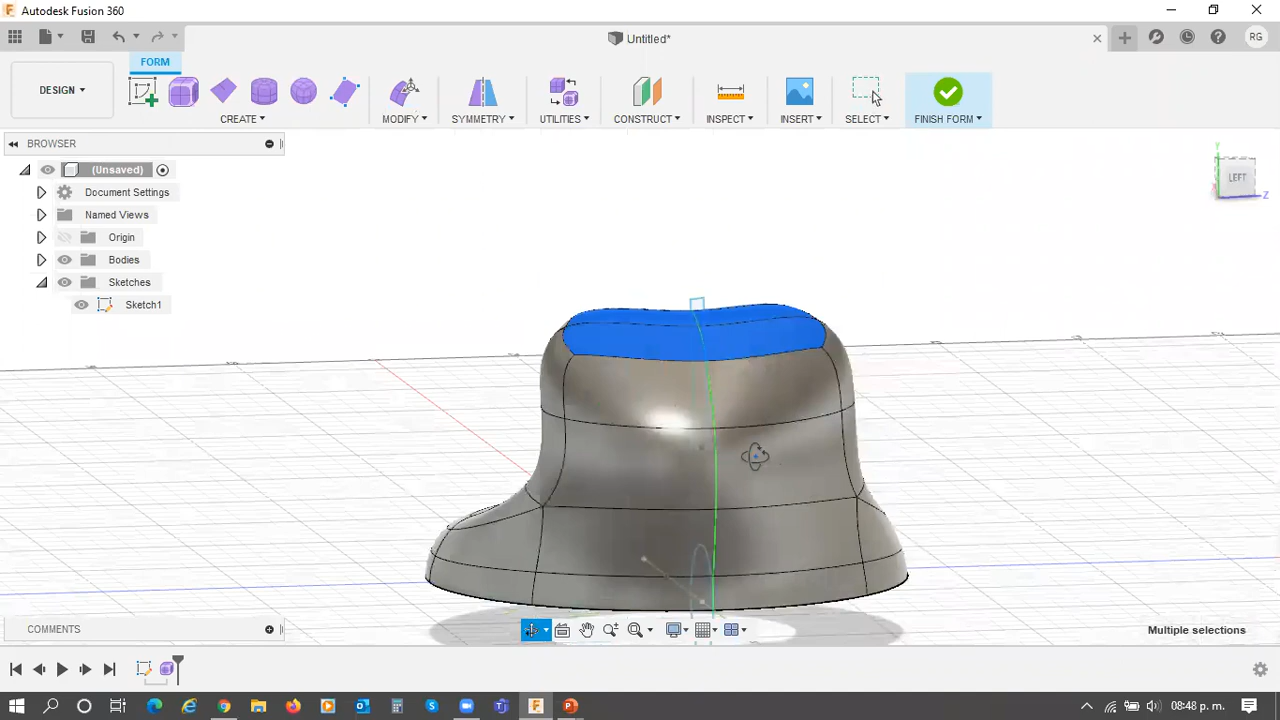 Autodesk Fusion 360
Untitled*
RG
FORM
DESIGN
CREATE
MODIFY
SYMMETRY
UTILITIES
CONSTRUCT
INSPECT
INSERT
SELECT
FINISH FORM
BROWSER
(Unsaved)
Document Settings
Named Views
Origin
Bodies
Sketches
Sketch1
Y
LEFT
Z
COMMENTS
Multiple selections
08:48 p. m.